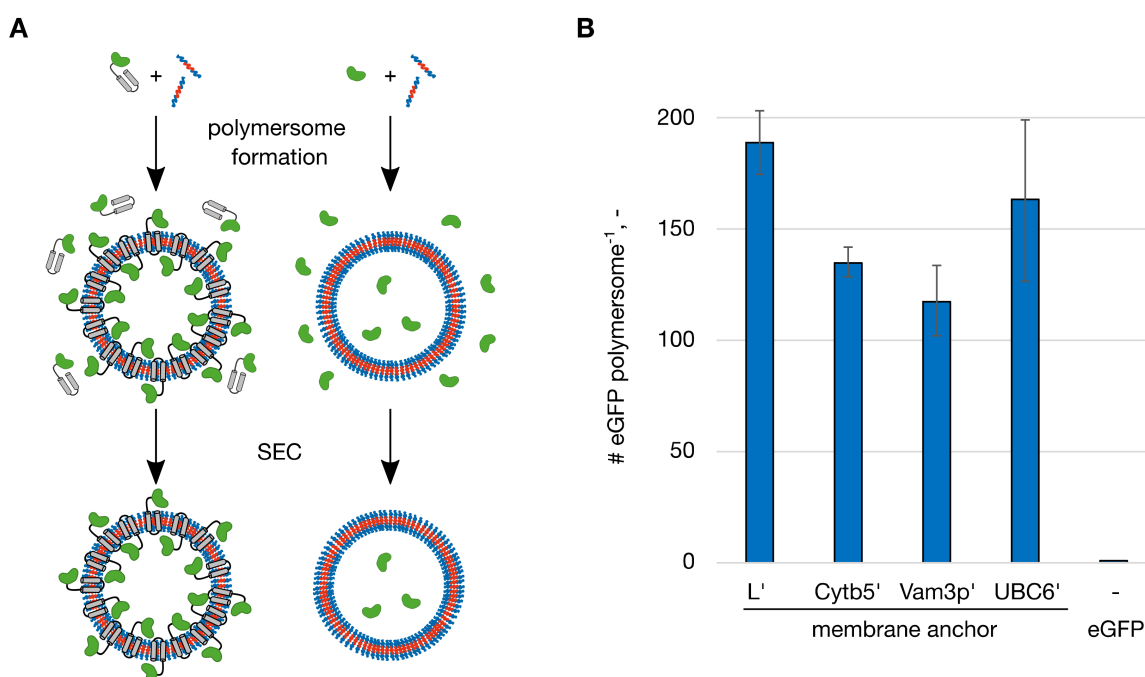 A
+
+
polymersome
formation
SEC
B
# eGFP polymersome⁻¹, -
200
150
100
50
0
L' Cytb5' Vam3p' UBC6' -
membrane anchor eGFP